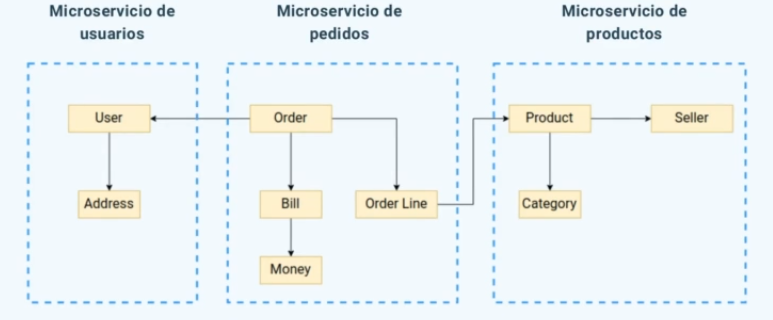 Microservicio de
usuarios
Microservicio de
pedidos
Microservicio de
productos
User
Order
Product
Seller
Address
Bill
Order Line
Category
Money